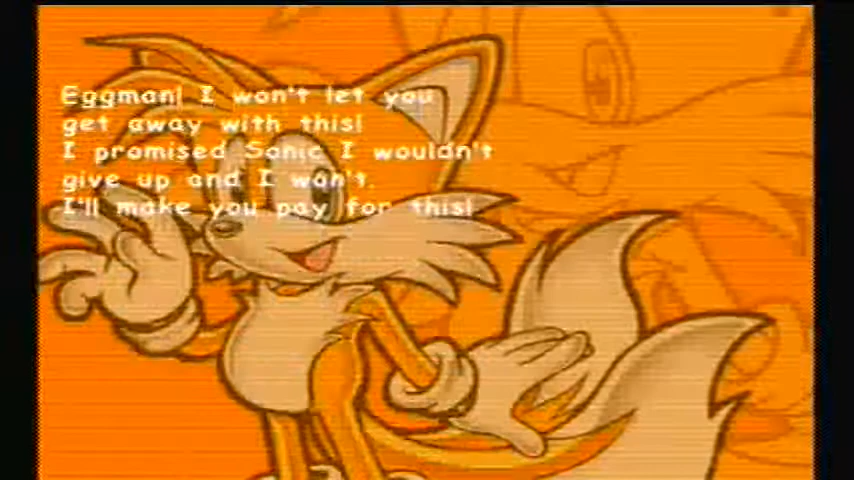 Eggman! I won't let you
get away with this!
I promised Sonic I wouldn't
give up and I won't.
I'll make you pay for this!